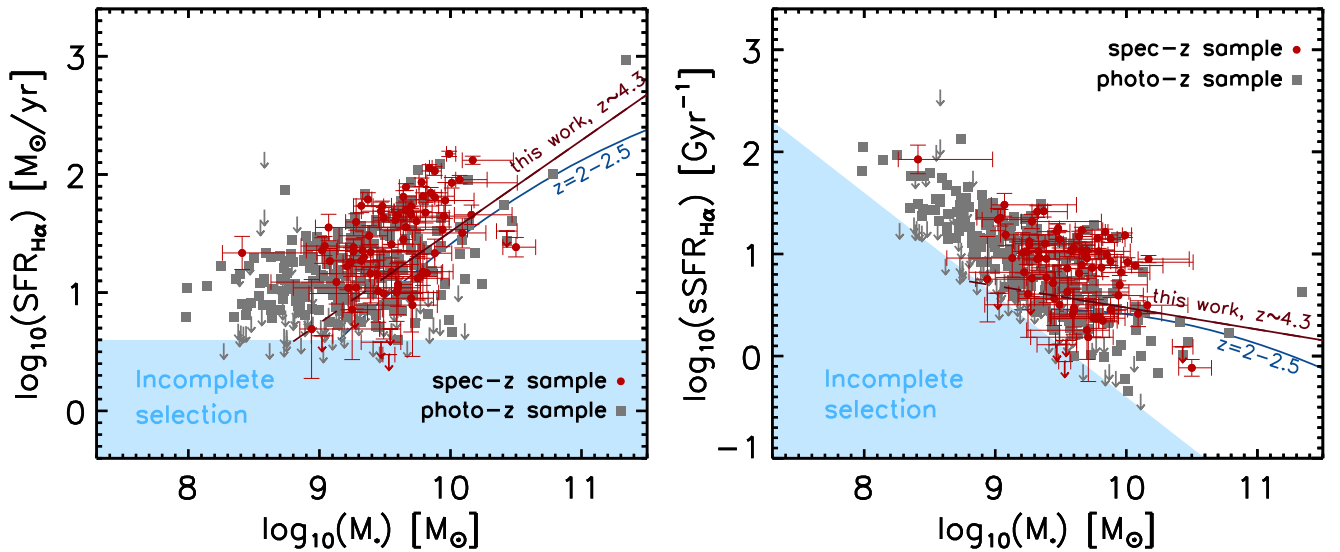 log₁₀(SFR_Hα) [M⊙/yr]
3
2
1
0
this work, z~4.3
z=2−2.5
Incomplete
selection
spec−z sample
photo−z sample
8
9
10
11
log₁₀(M⋆) [M⊙]
log₁₀(sSFR_Hα) [Gyr⁻¹]
3
2
1
0
−1
spec−z sample
photo−z sample
this work, z~4.3
z=2−2.5
Incomplete
selection
8
9
10
11
log₁₀(M⋆) [M⊙]